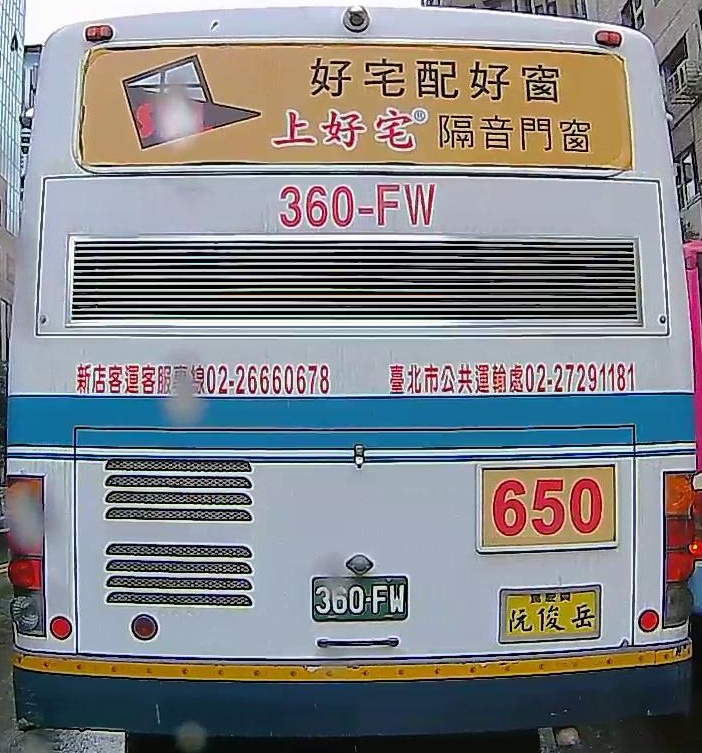 好宅配好窗
上好宅® 隔音門窗
360-FW
新店客運客服專線02-26660678
臺北市公共運輸處02-27291181
650
360-FW
阮俊岳